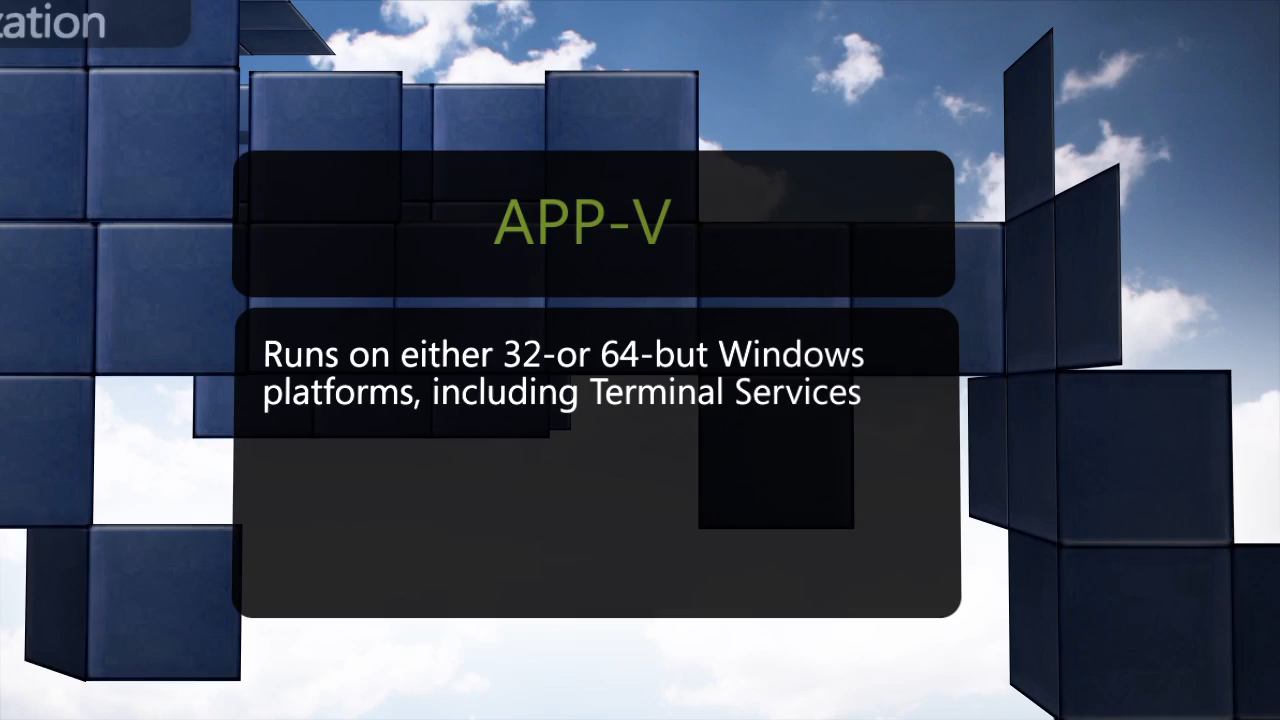 zation
APP-V
Runs on either 32-or 64-but Windows
platforms, including Terminal Services